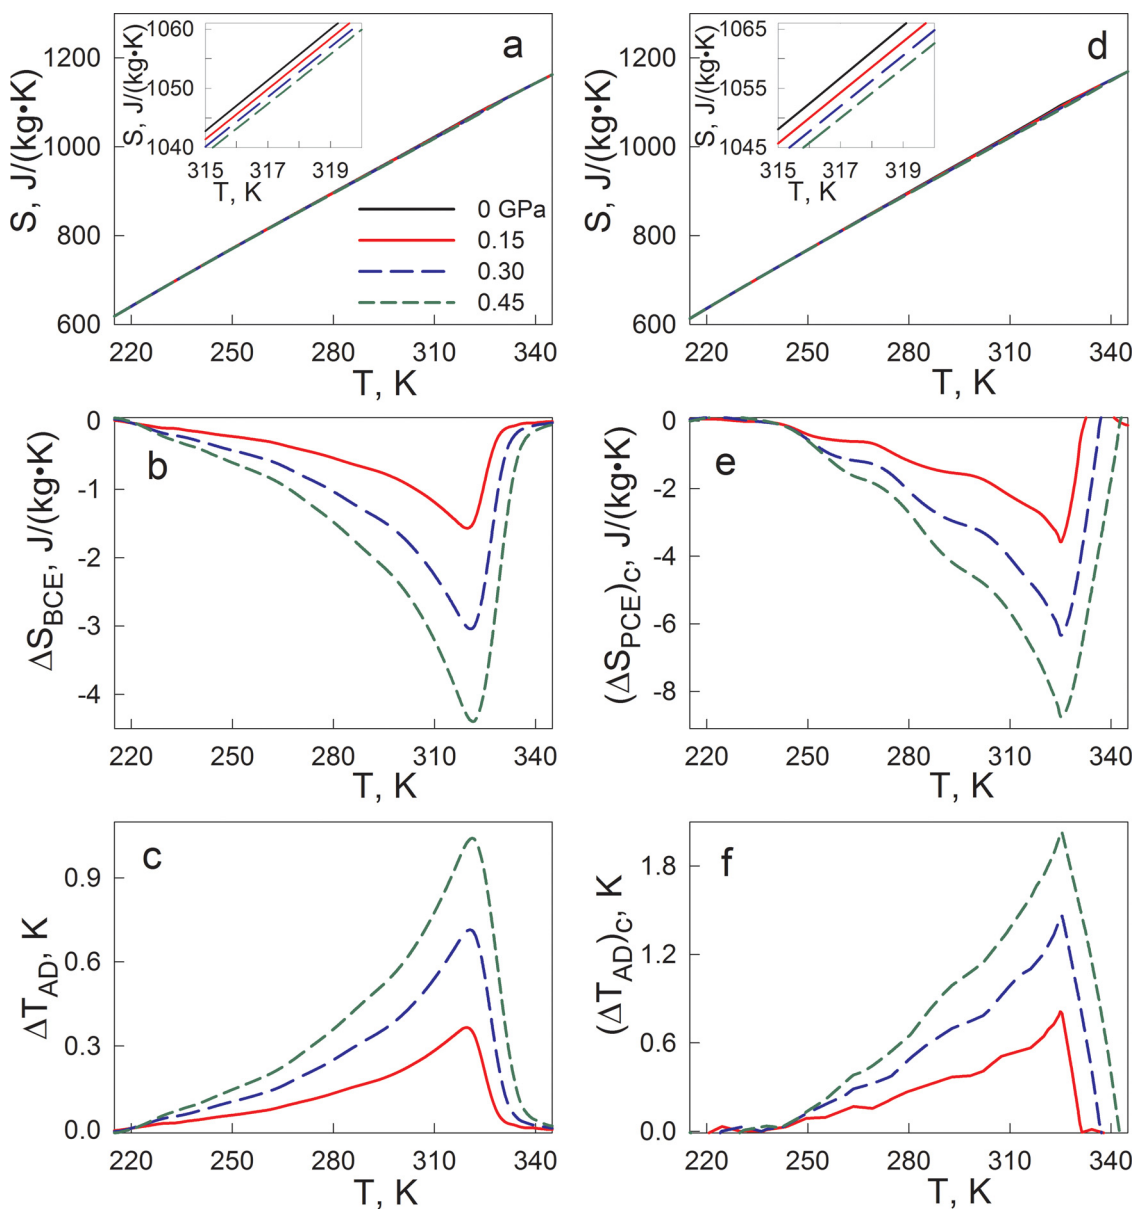 a
1200
1000
800
600
S, J/(kg•K)
220 250 280 310 340
T, K
1060
1050
1040
S, J/(kg•K)
315 317 319
T, K
0 GPa
0.15
0.30
0.45
d
1200
1000
800
600
S, J/(kg•K)
220 250 280 310 340
T, K
1065
1055
1045
S, J/(kg•K)
315 317 319
T, K
b
0
-1
-2
-3
-4
ΔS_BCE, J/(kg•K)
220 250 280 310 340
T, K
e
0
-2
-4
-6
-8
(ΔS_PCE)_C, J/(kg•K)
220 250 280 310 340
T, K
c
0.9
0.6
0.3
0.0
ΔT_AD, K
220 250 280 310 340
T, K
f
1.8
1.2
0.6
0.0
(ΔT_AD)_C, K
220 250 280 310 340
T, K